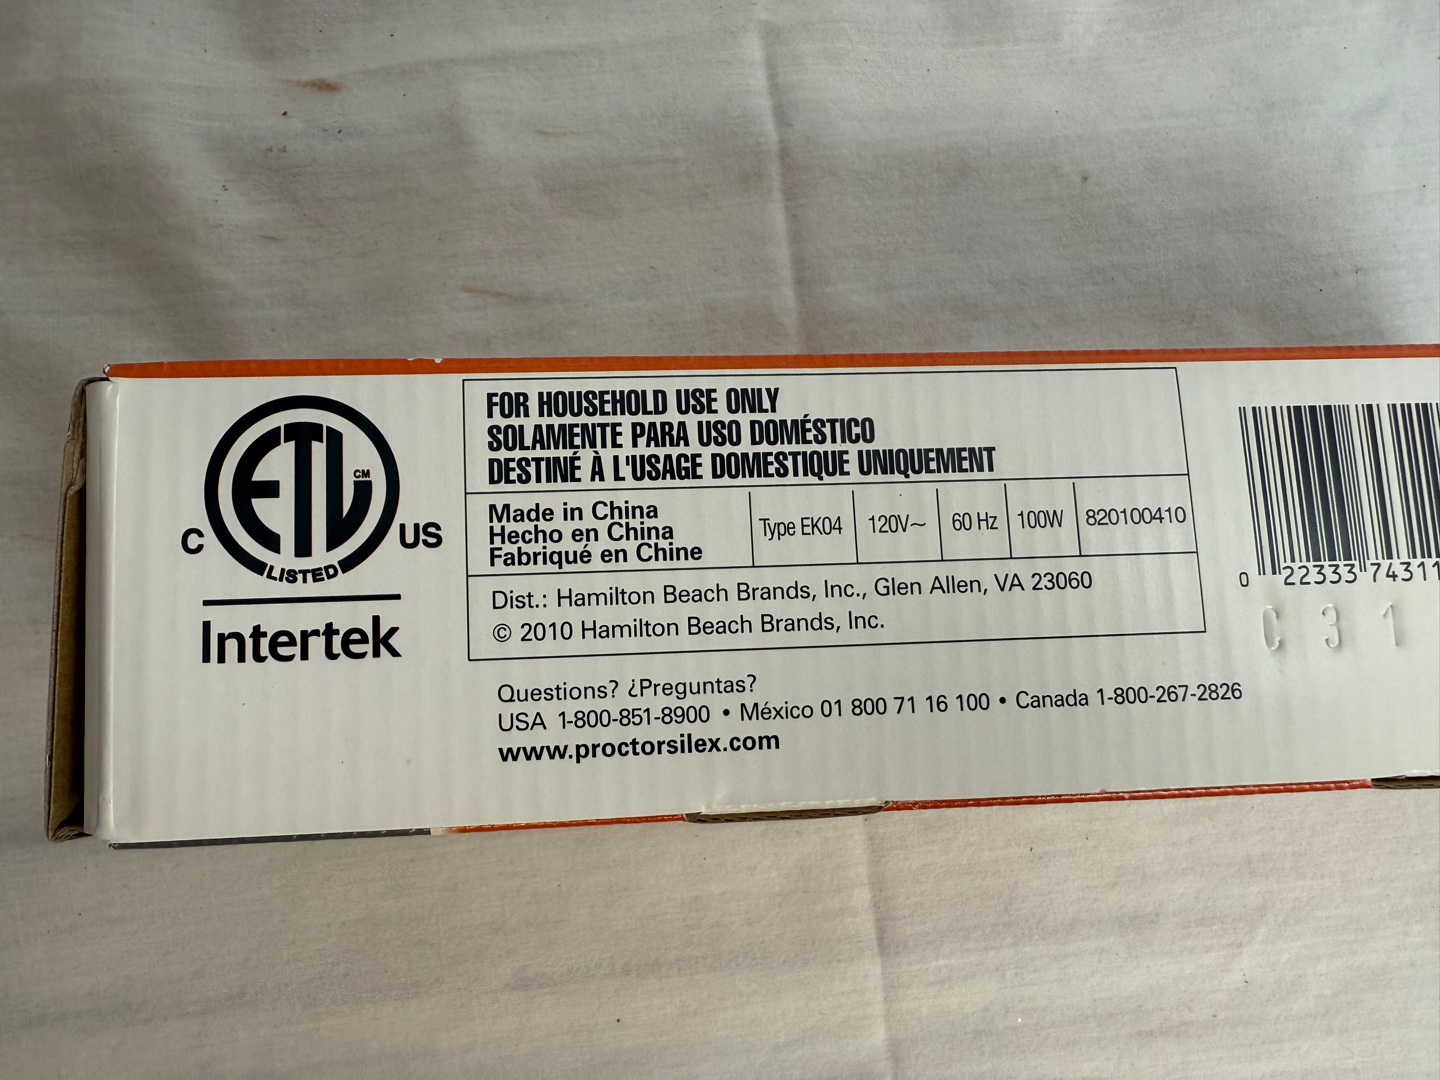 ETL CM
C US
LISTED
Intertek
FOR HOUSEHOLD USE ONLY
SOLAMENTE PARA USO DOMÉSTICO
DESTINÉ À L'USAGE DOMESTIQUE UNIQUEMENT
Made in China
Hecho en China
Fabriqué en Chine
Type EK04
120V~
60 Hz
100W
820100410
Dist.: Hamilton Beach Brands, Inc., Glen Allen, VA 23060
© 2010 Hamilton Beach Brands, Inc.
Questions? ¿Preguntas?
USA 1-800-851-8900 • México 01 800 71 16 100 • Canada 1-800-267-2826
www.proctorsilex.com
0 22333 74311
C 3 1